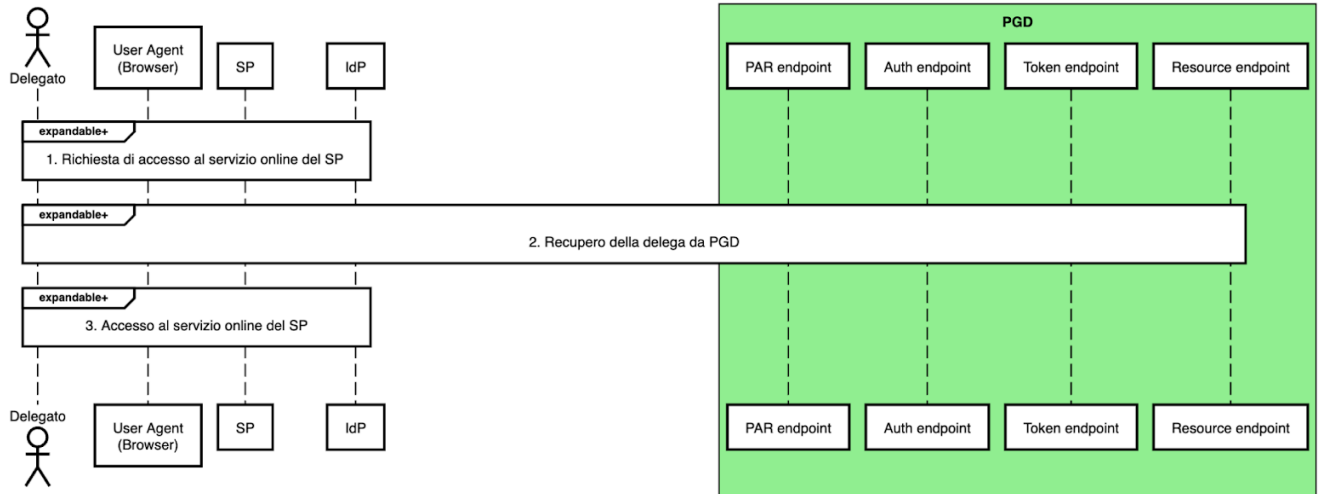 PGD
User Agent
(Browser)
SP
IdP
PAR endpoint
Auth endpoint
Token endpoint
Resource endpoint
Delegato
expandable+
1. Richiesta di accesso al servizio online del SP
expandable+
2. Recupero della delega da PGD
expandable+
3. Accesso al servizio online del SP
Delegato
User Agent
(Browser)
SP
IdP
PAR endpoint
Auth endpoint
Token endpoint
Resource endpoint